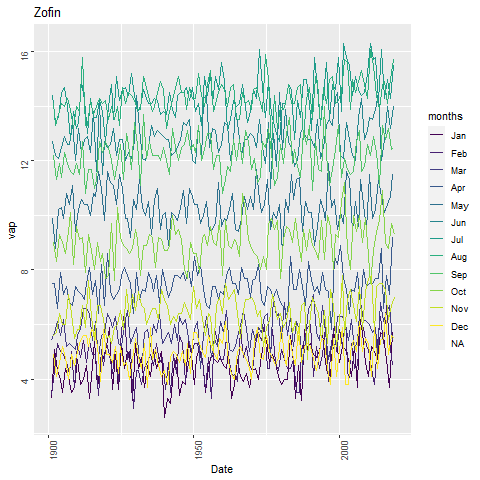 Zofin
vap
16
12
8
4
1900
1950
2000
Date
months
Jan
Feb
Mar
Apr
May
Jun
Jul
Aug
Sep
Oct
Nov
Dec
NA